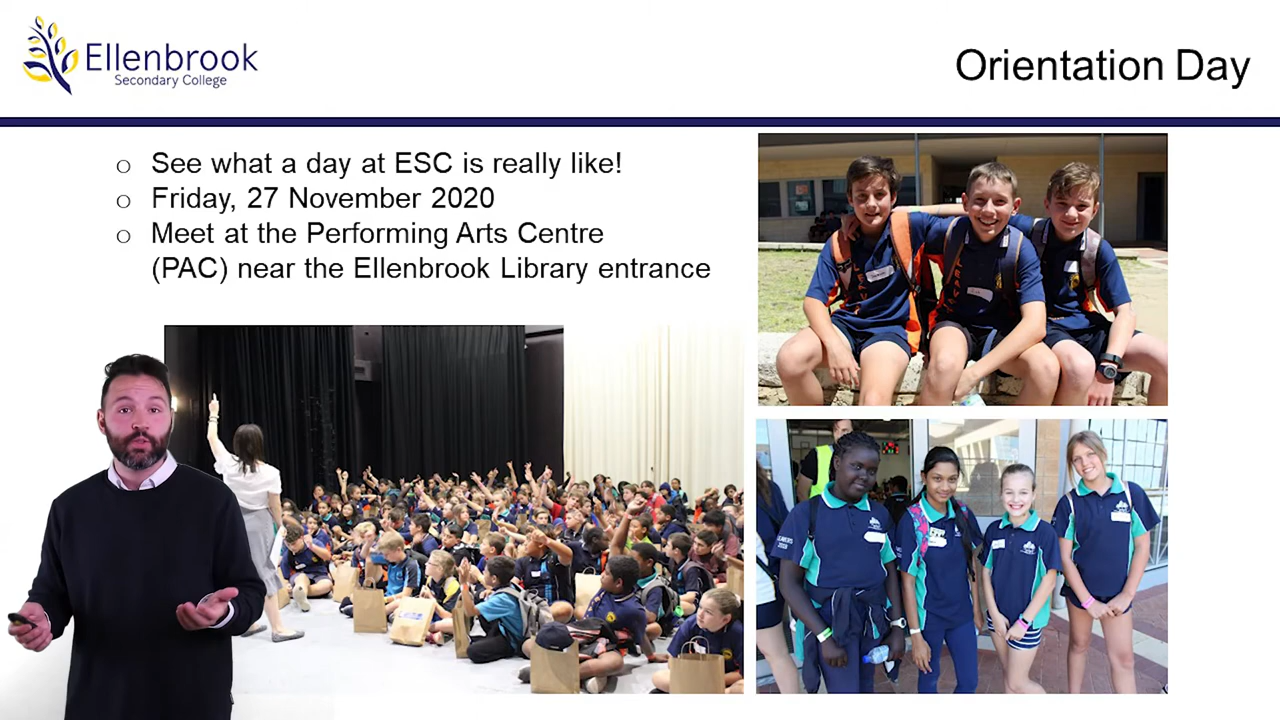 Ellenbrook
Secondary College
Orientation Day
See what a day at ESC is really like!
Friday, 27 November 2020
Meet at the Performing Arts Centre
(PAC) near the Ellenbrook Library entrance